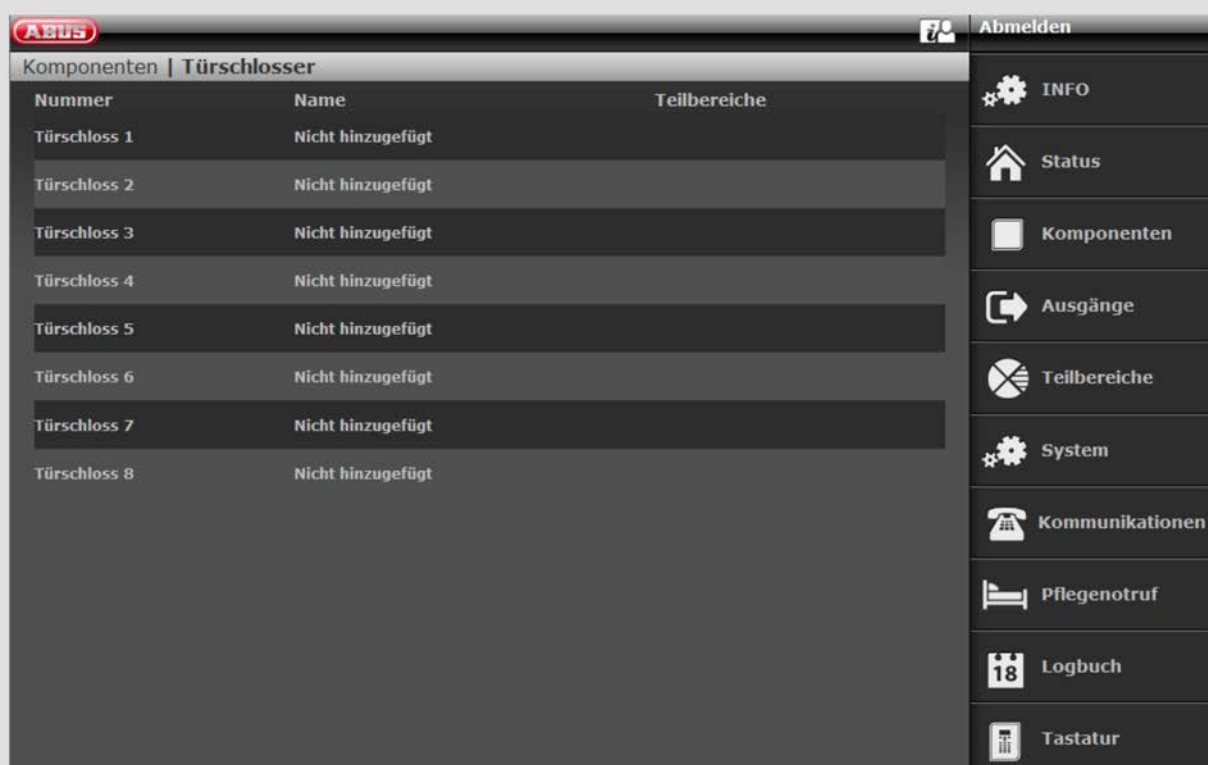 ABUS
Komponenten | Türschlosser
Nummer Name Teilbereiche
Türschloss 1 Nicht hinzugefügt
Türschloss 2 Nicht hinzugefügt
Türschloss 3 Nicht hinzugefügt
Türschloss 4 Nicht hinzugefügt
Türschloss 5 Nicht hinzugefügt
Türschloss 6 Nicht hinzugefügt
Türschloss 7 Nicht hinzugefügt
Türschloss 8 Nicht hinzugefügt
Abmelden
INFO
Status
Komponenten
Ausgänge
Teilbereiche
System
Kommunikationen
Pflegenotruf
18 Logbuch
Tastatur